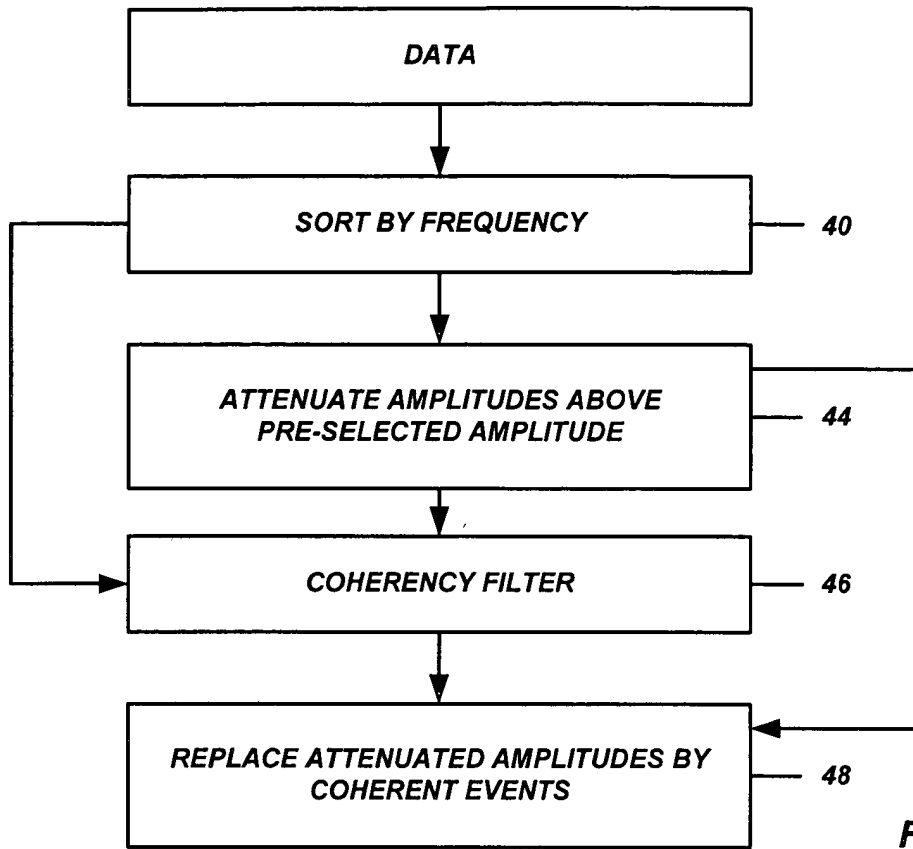 DATA
SORT BY FREQUENCY
40
ATTENUATE AMPLITUDES ABOVE
PRE-SELECTED AMPLITUDE
44
COHERENCY FILTER
46
REPLACE ATTENUATED AMPLITUDES BY
COHERENT EVENTS
48
F